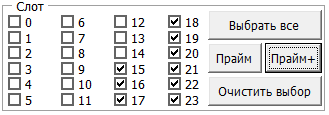 Слот
0 6 12 18 Выбрать все
1 7 13 19
2 8 14 20 Прайм Прайм+
3 9 15 21
4 10 16 22 Очистить выбор
5 11 17 23